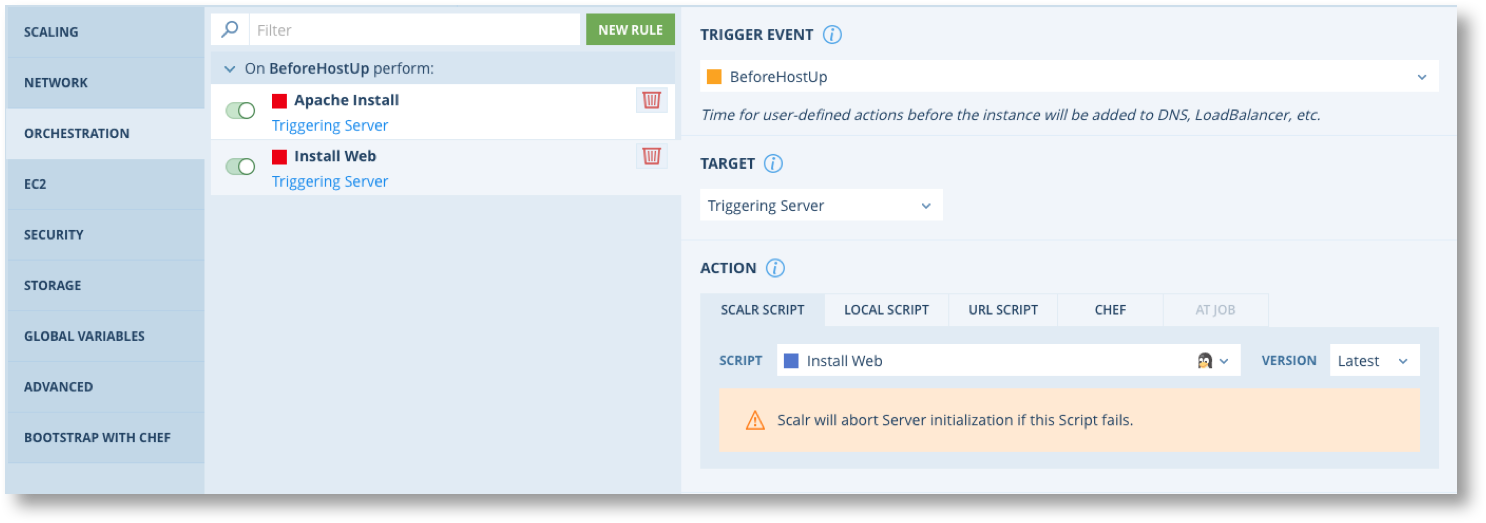 SCALING
NETWORK
ORCHESTRATION
EC2
SECURITY
STORAGE
GLOBAL VARIABLES
ADVANCED
BOOTSTRAP WITH CHEF
Filter
NEW RULE
On BeforeHostUp perform:
Apache Install
Triggering Server
Install Web
Triggering Server
TRIGGER EVENT
BeforeHostUp
Time for user-defined actions before the instance will be added to DNS, LoadBalancer, etc.
TARGET
Triggering Server
ACTION
SCALR SCRIPT LOCAL SCRIPT URL SCRIPT CHEF AT JOB
SCRIPT Install Web VERSION Latest
Scalr will abort Server initialization if this Script fails.